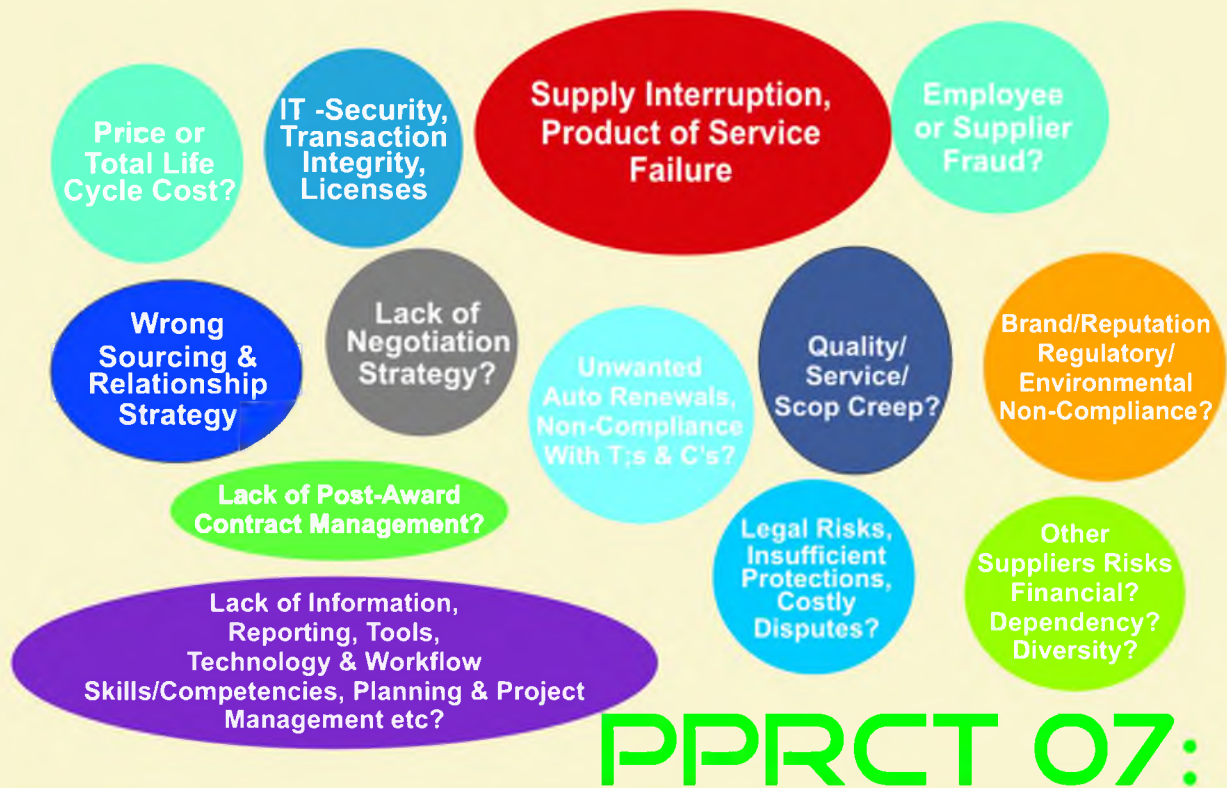 Price or
Total Life
Cycle Cost?
IT -Security,
Transaction
Integrity,
Licenses
Supply Interruption,
Product of Service
Failure
Employee
or Supplier
Fraud?
Wrong
Sourcing &
Relationship
Strategy
Lack of
Negotiation
Strategy?
Unwanted
Auto Renewals,
Non-Compliance
With T;s & C's?
Quality/
Service/
Scop Creep?
Brand/Reputation
Regulatory/
Environmental
Non-Compliance?
Lack of Post-Award
Contract Management?
Legal Risks,
Insufficient
Protections,
Costly
Disputes?
Other
Suppliers Risks
Financial?
Dependency?
Diversity?
Lack of Information,
Reporting, Tools,
Technology & Workflow
Skills/Competencies, Planning & Project
Management etc?
PPRCT 07: